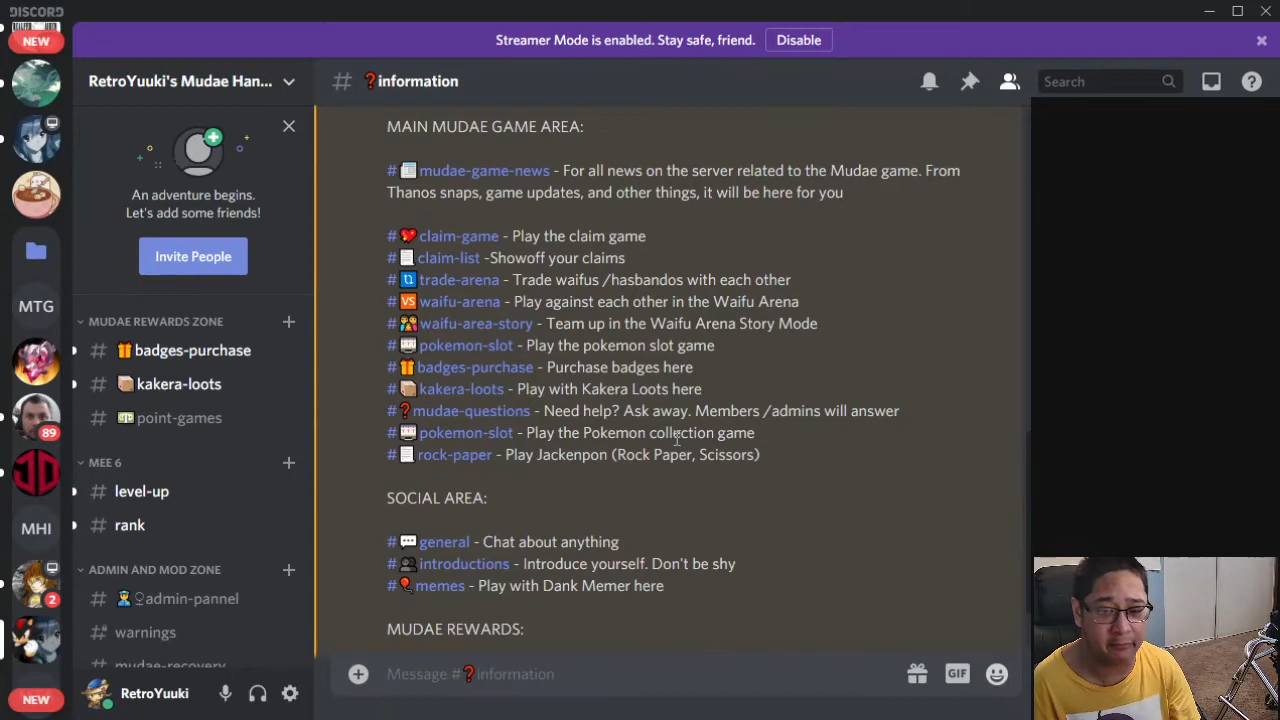 DISCORD
NEW
Streamer Mode is enabled. Stay safe, friend.
Disable
RetroYuuki's Mudae Han...
❓information
Search
An adventure begins.
Let's add some friends!
Invite People
MTG
89
MHI
2
NEW
MUDAE REWARDS ZONE
badges-purchase
kakera-loots
point-games
MEE 6
level-up
rank
ADMIN AND MOD ZONE
admin-pannel
warnings
mudae-recovery
RetroYuuki
MAIN MUDAE GAME AREA:
#mudae-game-news - For all news on the server related to the Mudae game. From
Thanos snaps, game updates, and other things, it will be here for you
#claim-game - Play the claim game
#claim-list -Showoff your claims
#trade-arena - Trade waifus /hasbandos with each other
#VS waifu-arena - Play against each other in the Waifu Arena
#waifu-area-story - Team up in the Waifu Arena Story Mode
#pokemon-slot - Play the pokemon slot game
#badges-purchase - Purchase badges here
#kakera-loots - Play with Kakera Loots here
#❓mudae-questions - Need help? Ask away. Members /admins will answer
#pokemon-slot - Play the Pokemon collection game
#rock-paper - Play Jackenpon (Rock Paper, Scissors)
SOCIAL AREA:
#general - Chat about anything
#introductions - Introduce yourself. Don't be shy
#memes - Play with Dank Memer here
MUDAE REWARDS:
Message #❓information
GIF